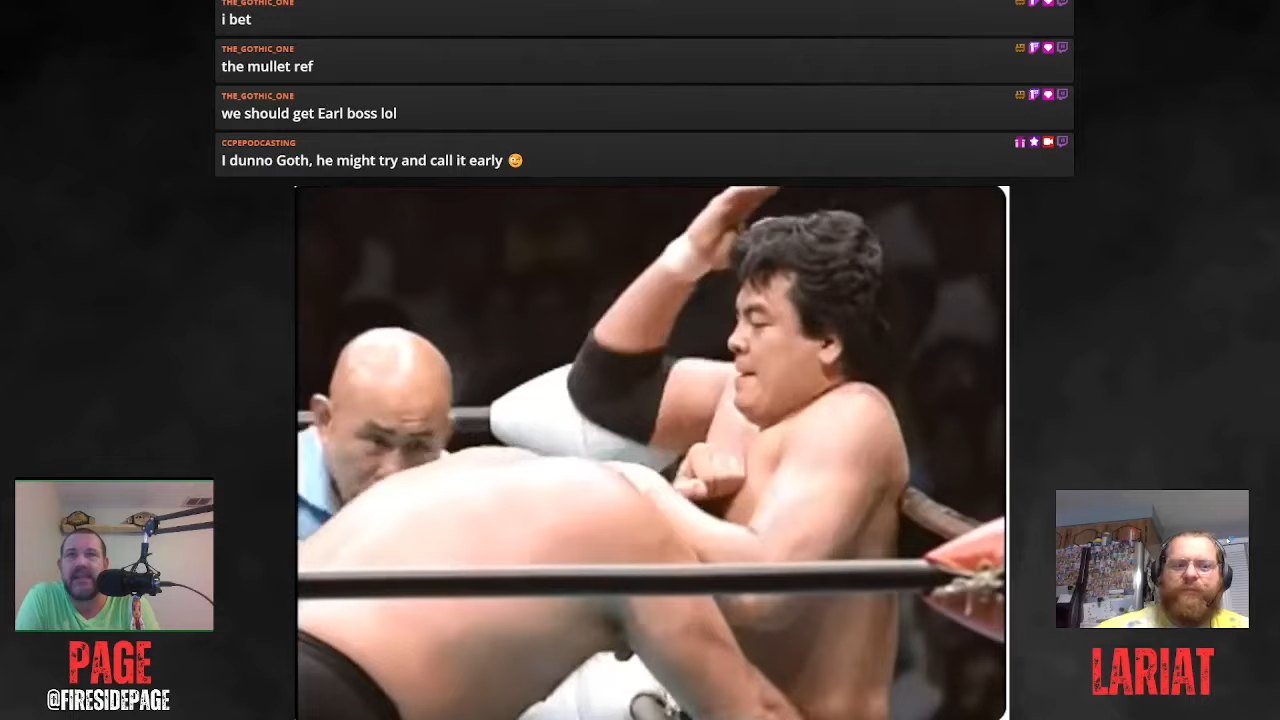 THE_GOTHIC_ONE
i bet
THE_GOTHIC_ONE
the mullet ref
THE_GOTHIC_ONE
we should get Earl boss lol
CCPEPODCASTING
I dunno Goth, he might try and call it early
PAGE
@FIRESIDEPAGE
LARIAT